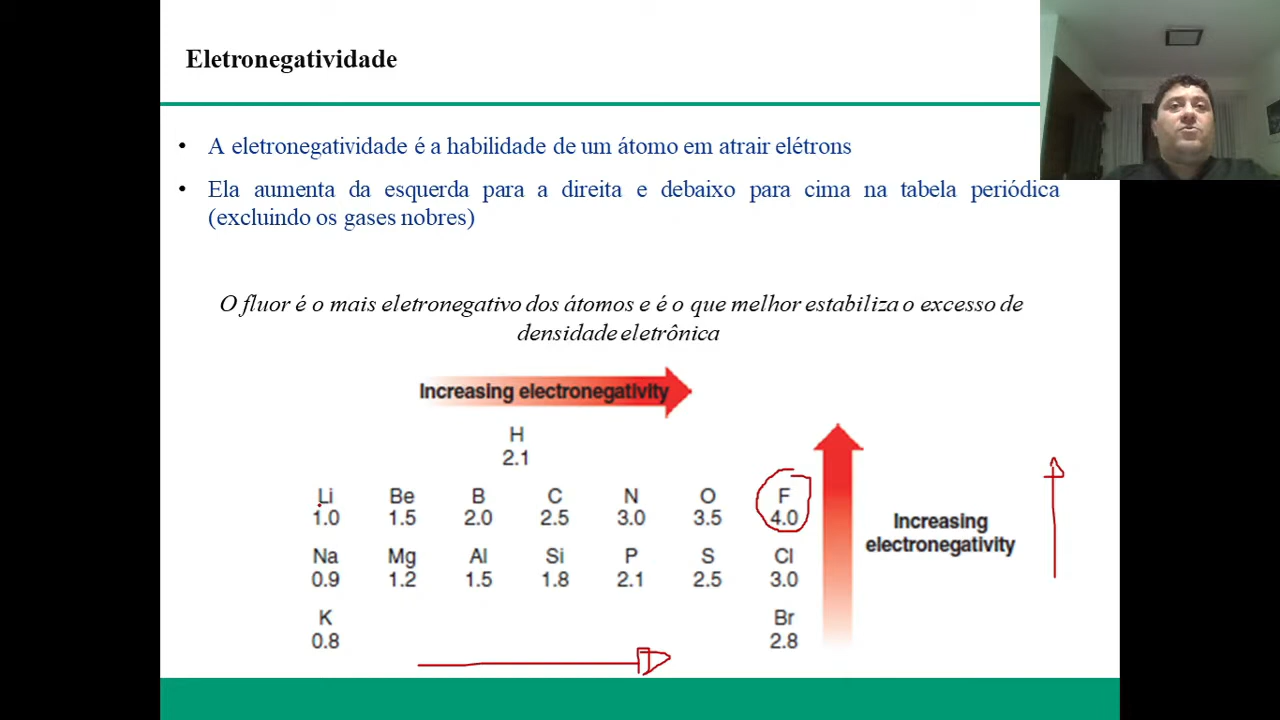 Eletronegatividade
• A eletronegatividade é a habilidade de um átomo em atrair elétrons
• Ela aumenta da esquerda para a direita e debaixo para cima na tabela periódica
(excluindo os gases nobres)
O fluor é o mais eletronegativo dos átomos e é o que melhor estabiliza o excesso de
densidade eletrônica
Increasing electronegativity
H
2.1
Li Be B C N O F
1.0 1.5 2.0 2.5 3.0 3.5 4.0
Na Mg Al Si P S Cl
0.9 1.2 1.5 1.8 2.1 2.5 3.0
K Br
0.8 2.8
Increasing
electronegativity